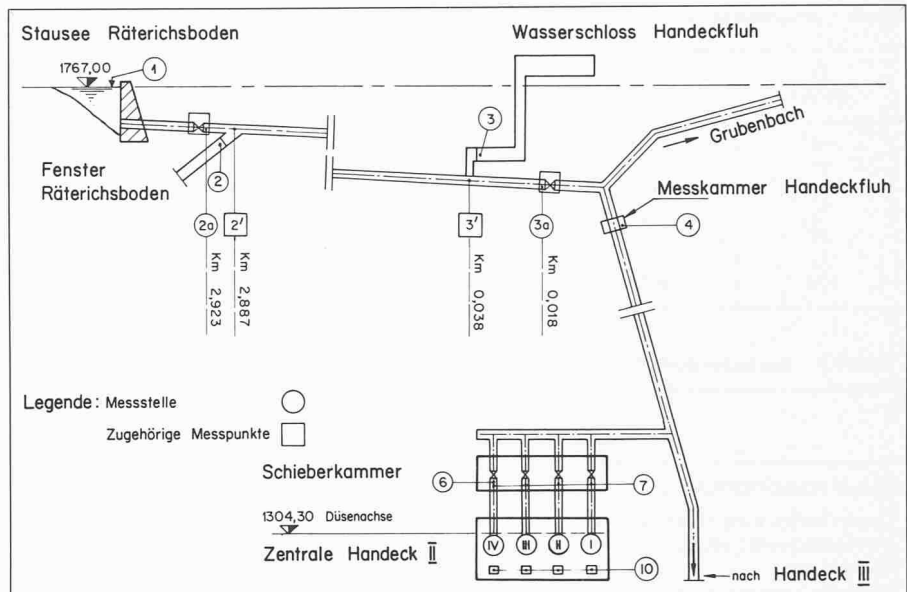 Stausee Räterichsboden
Wasserschloss Handeckfluh
1767,00
1
3
Grubenbach
Fenster
Räterichsboden
2
Messkammer Handeckfluh
2a
2'
3'
3a
4
Km 2,923
Km 2,887
Km 0,038
Km 0,018
Legende: Messstelle
Zugehörige Messpunkte
Schieberkammer
6
7
1304,30 Düsenachse
Zentrale Handeck II
IV
III
II
I
10
nach Handeck III